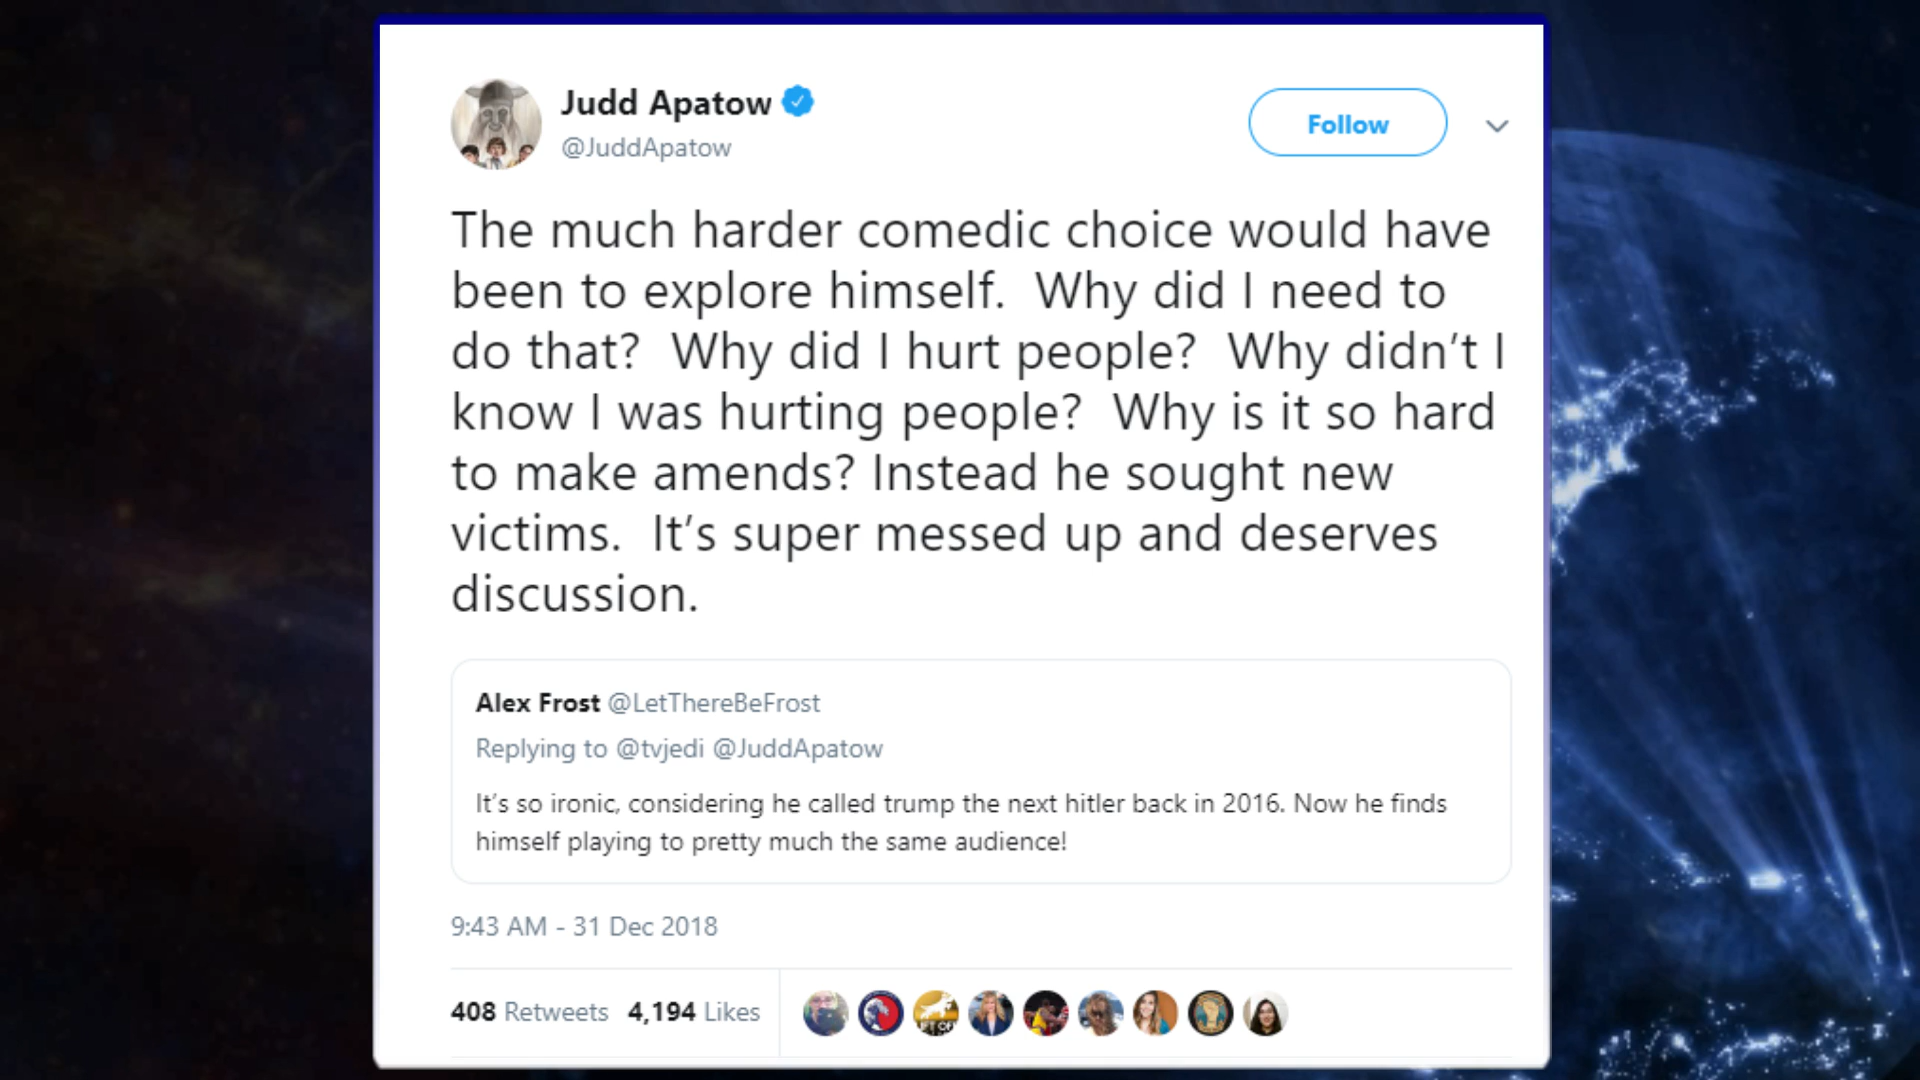 Judd Apatow
@JuddApatow
Follow
The much harder comedic choice would have
been to explore himself.  Why did I need to
do that?  Why did I hurt people?  Why didn’t I
know I was hurting people?  Why is it so hard
to make amends? Instead he sought new
victims.  It’s super messed up and deserves
discussion.
Alex Frost @LetThereBeFrost
Replying to @tvjedi @JuddApatow
It’s so ironic, considering he called trump the next hitler back in 2016. Now he finds
himself playing to pretty much the same audience!
9:43 AM - 31 Dec 2018
408 Retweets 4,194 Likes